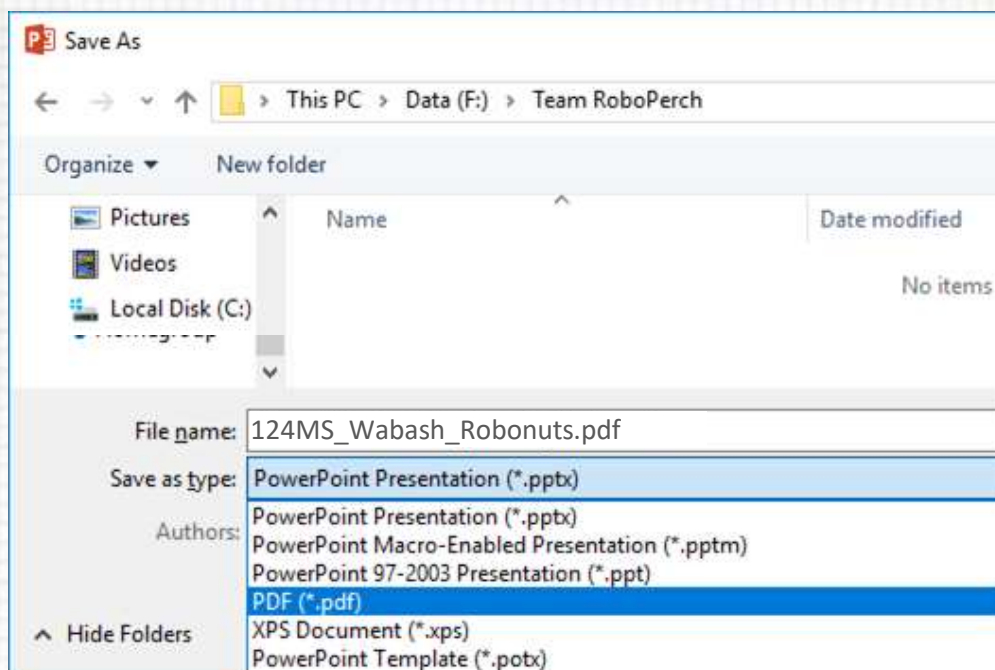 Save As
This PC > Data (F:) > Team RoboPerch
Organize New folder
Pictures
Name
Date modified
Videos
No items
Local Disk (C:)
File name: 124MS_Wabash_Robonuts.pdf
Save as type: PowerPoint Presentation (*.pptx)
Authors:
PowerPoint Presentation (*.pptx)
PowerPoint Macro-Enabled Presentation (*.pptm)
PowerPoint 97-2003 Presentation (*.ppt)
PDF (*.pdf)
Hide Folders
XPS Document (*.xps)
PowerPoint Template (*.potx)